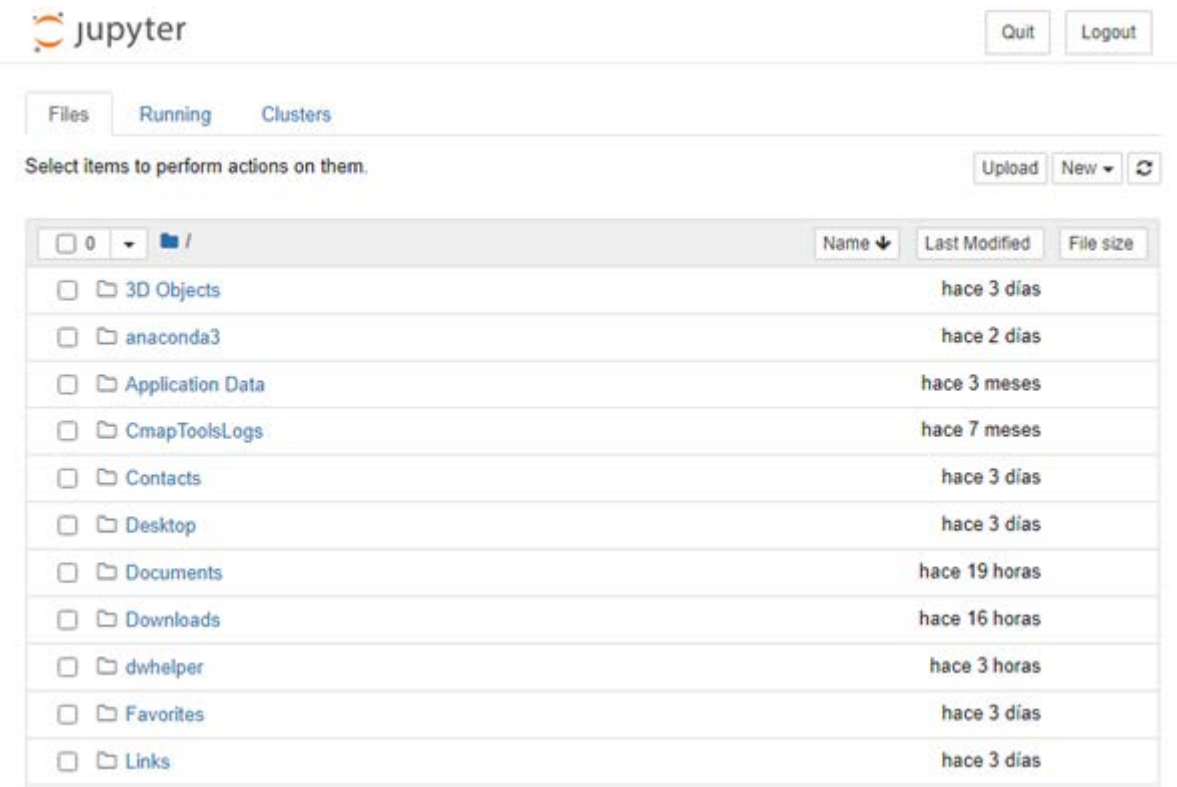 jupyter
Quit Logout
Files Running Clusters
Select items to perform actions on them.
Upload New
0 / Name Last Modified File size
3D Objects hace 3 días
anaconda3 hace 2 días
Application Data hace 3 meses
CmapToolsLogs hace 7 meses
Contacts hace 3 días
Desktop hace 3 días
Documents hace 19 horas
Downloads hace 16 horas
dwhelper hace 3 horas
Favorites hace 3 días
Links hace 3 días